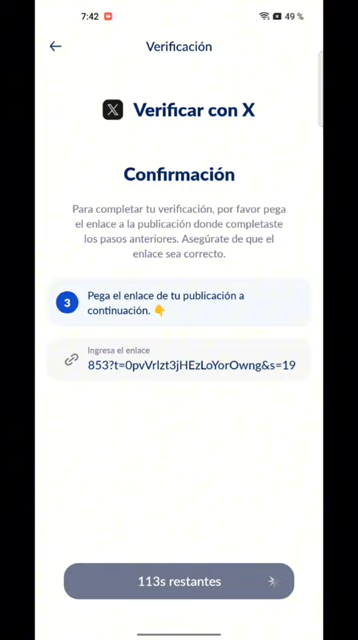 7:42
49 %
Verificación
Verificar con X
Confirmación
Para completar tu verificación, por favor pega
el enlace a la publicación donde completaste
los pasos anteriores. Asegúrate de que el
enlace sea correcto.
3
Pega el enlace de tu publicación a
continuación. 👇
Ingresa el enlace
853?t=0pvVrlzt3jHEzLoYorOwng&s=19
113s restantes